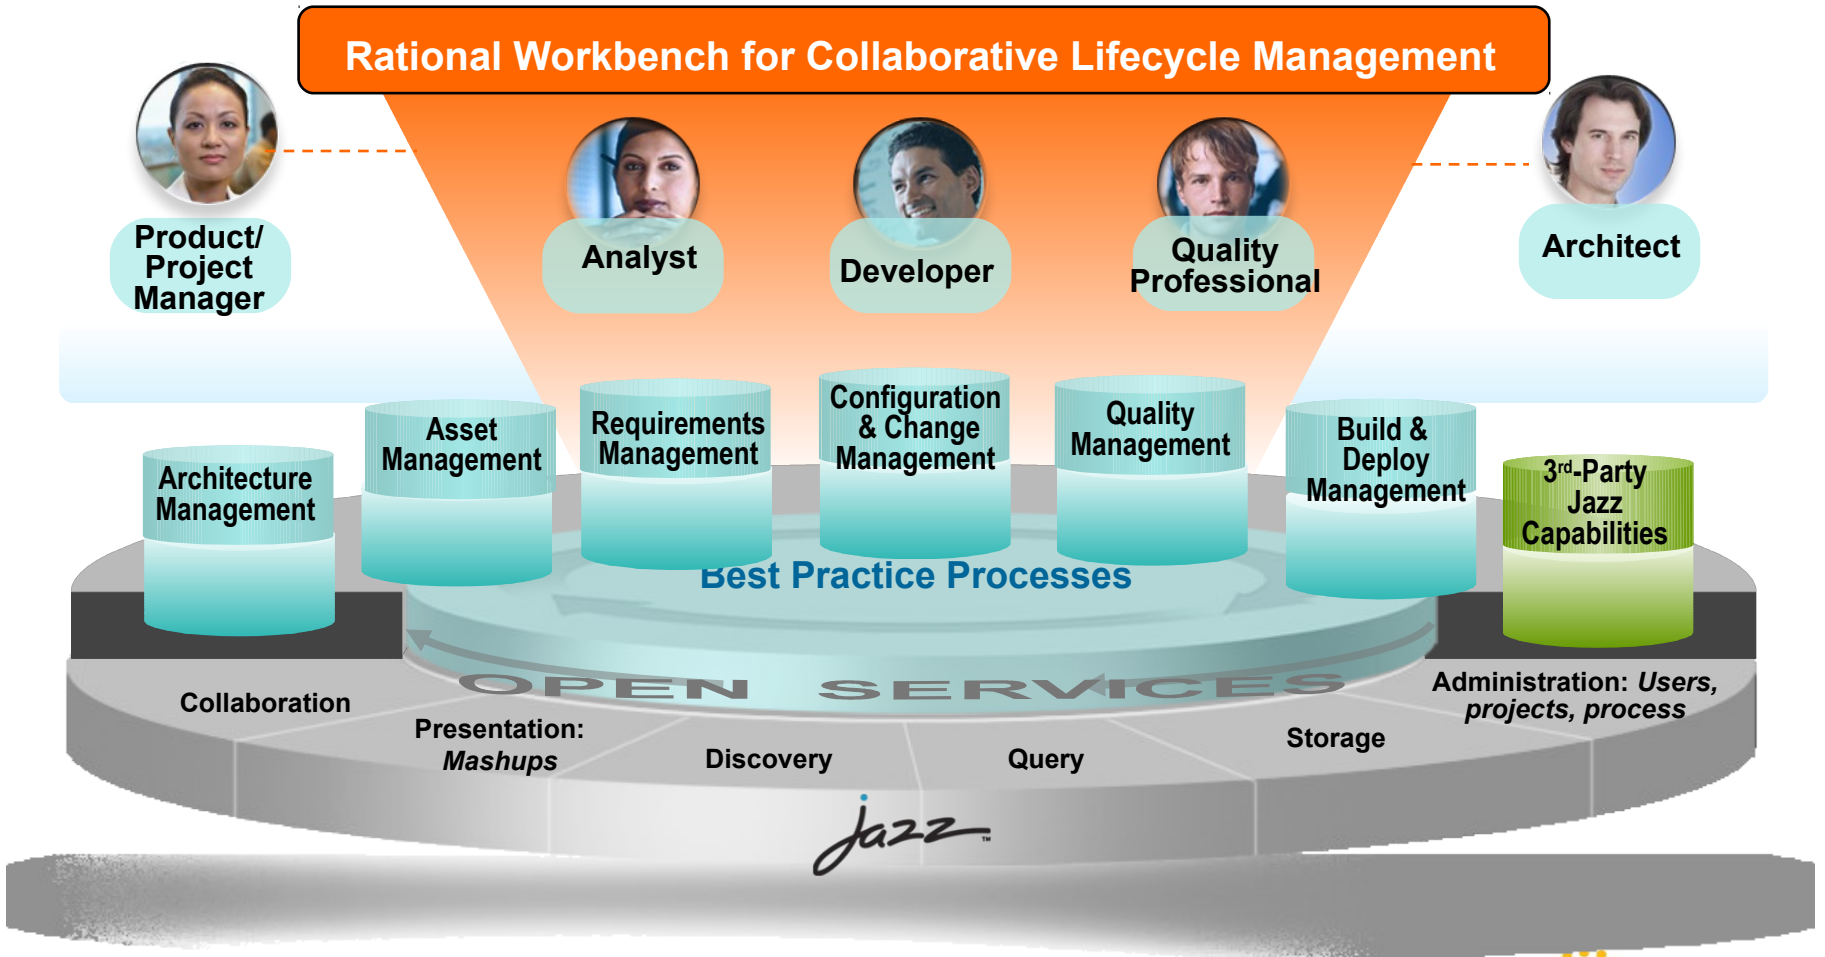 Rational Workbench for Collaborative Lifecycle Management
Product/
Project
Manager
Analyst
Developer
Quality
Professional
Architect
Architecture
Management
Asset
Management
Requirements
Management
Configuration
& Change
Management
Quality
Management
Build &
Deploy
Management
3rd-Party
Jazz
Capabilities
Best Practice Processes
OPEN SERVICES
Collaboration
Presentation:
Mashups
Discovery
Query
Storage
Administration: Users,
projects, process
jazz™